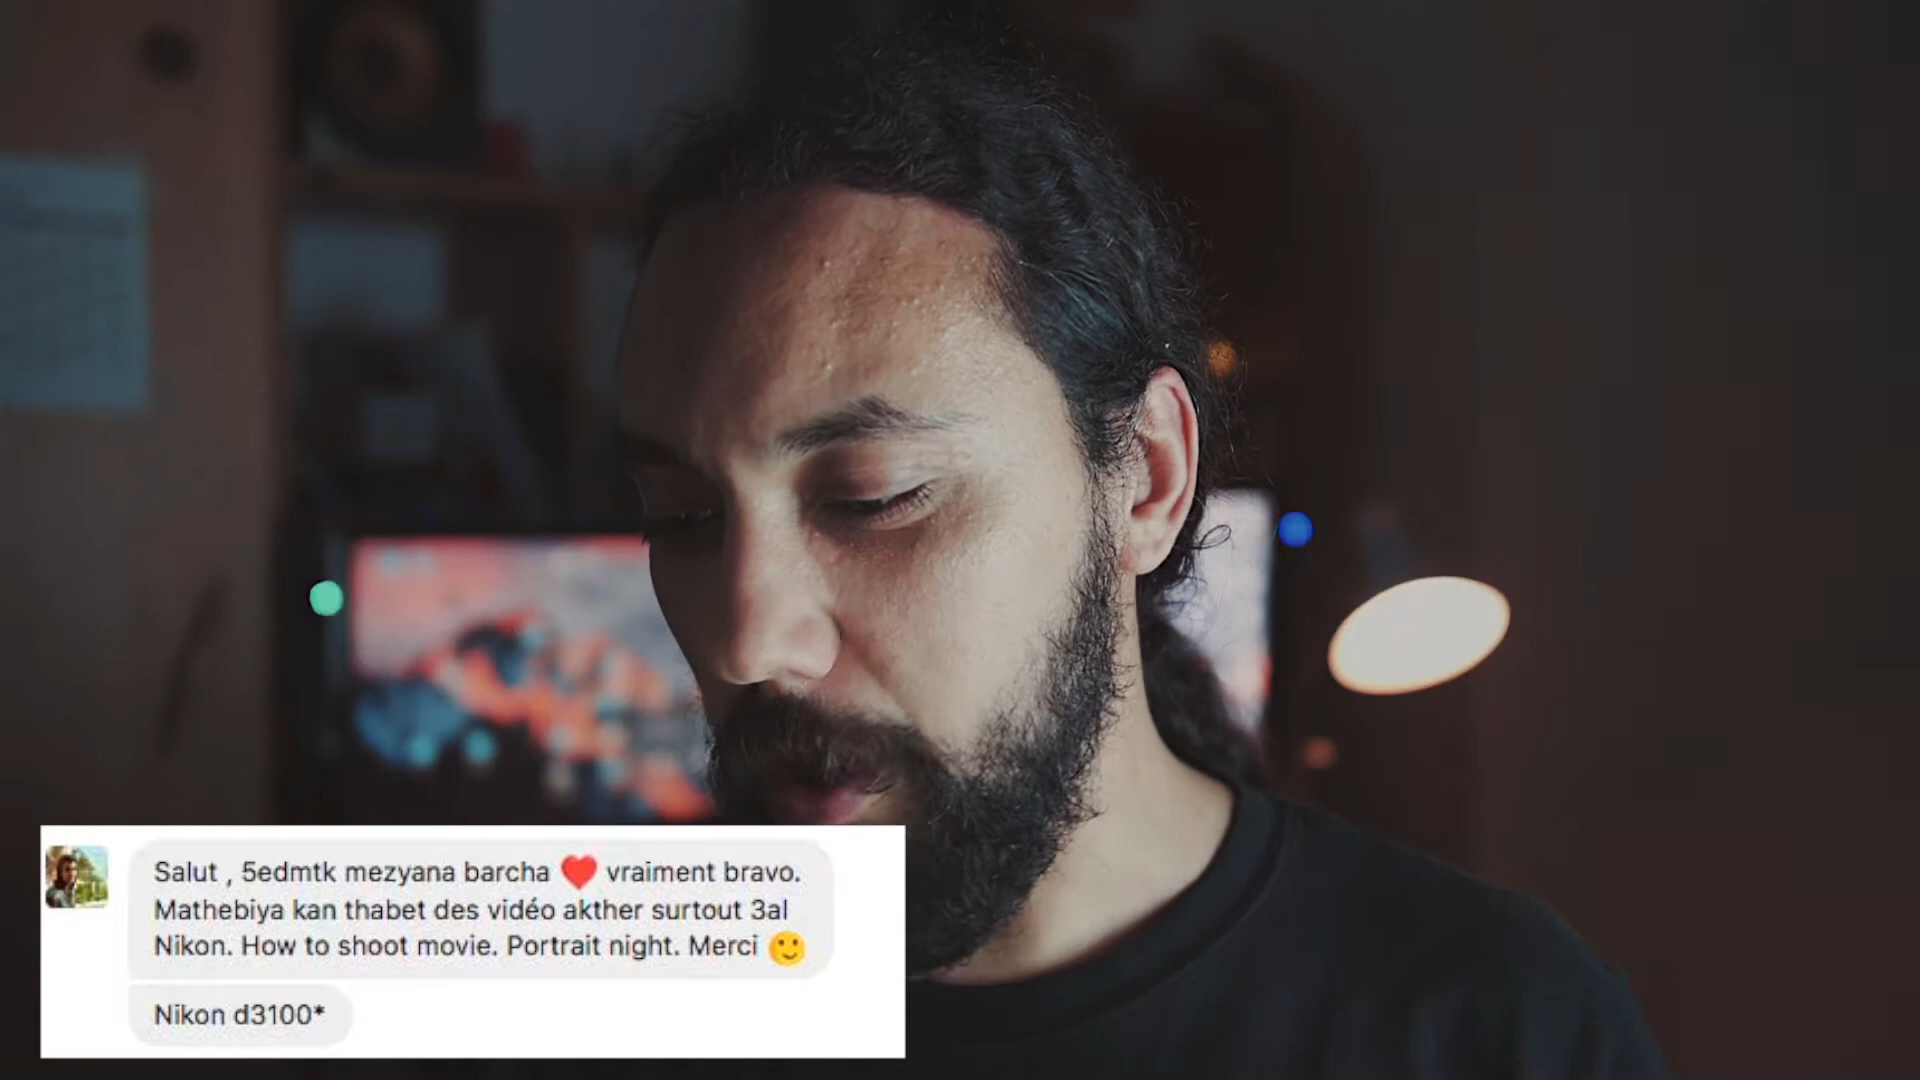 Salut , 5edmtk mezyana barcha ❤️ vraiment bravo.
Mathebiya kan thabet des vidéo akther surtout 3al
Nikon. How to shoot movie. Portrait night. Merci 🙂
Nikon d3100*